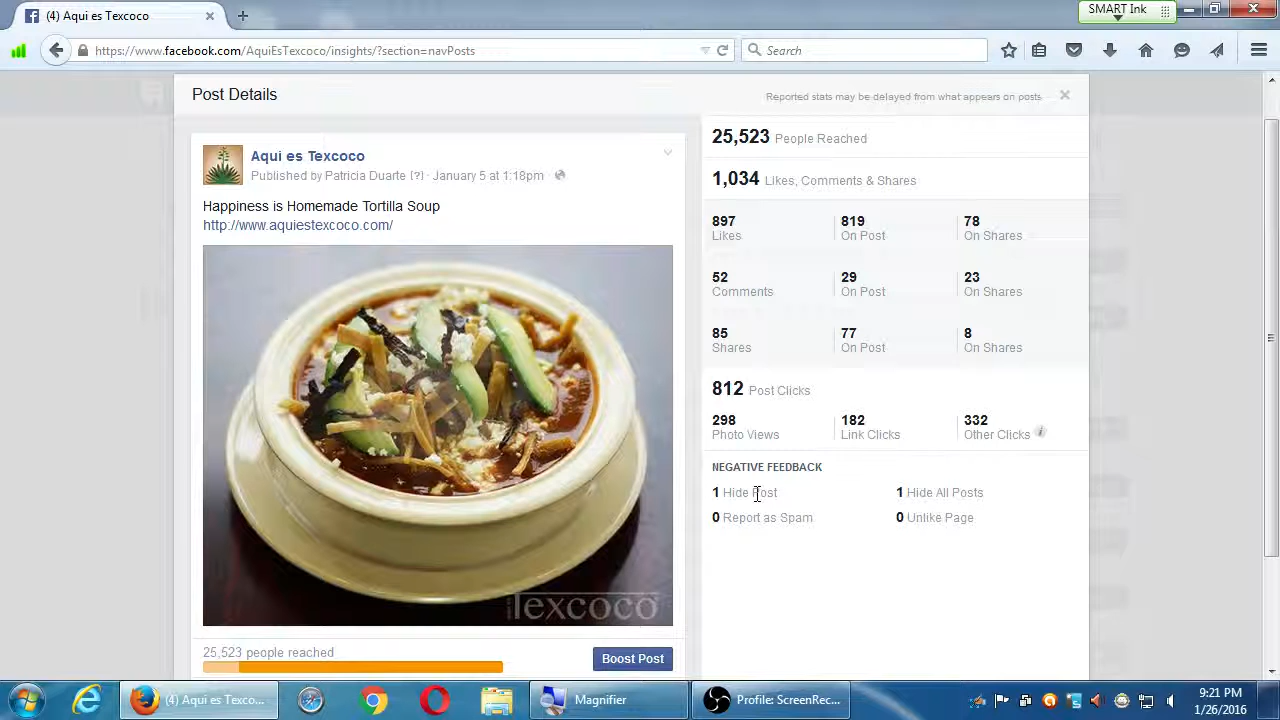 (4) Aqui es Texcoco
SMART Ink
https://www.facebook.com/AquiEsTexcoco/insights/?section=navPosts
Search
Post Details
Reported stats may be delayed from what appears on posts
Aqui es Texcoco
Published by Patricia Duarte [?] · January 5 at 1:18pm ·
Happiness is Homemade Tortilla Soup
http://www.aquiestexcoco.com/
Texcoco
25,523 people reached
Boost Post
25,523 People Reached
1,034 Likes, Comments & Shares
897 819 78
Likes On Post On Shares
52 29 23
Comments On Post On Shares
85 77 8
Shares On Post On Shares
812 Post Clicks
298 182 332
Photo Views Link Clicks Other Clicks
NEGATIVE FEEDBACK
1 Hide Post 1 Hide All Posts
0 Report as Spam 0 Unlike Page
(4) Aqui es Texco...
Magnifier
Profile: ScreenRec...
9:21 PM
1/26/2016